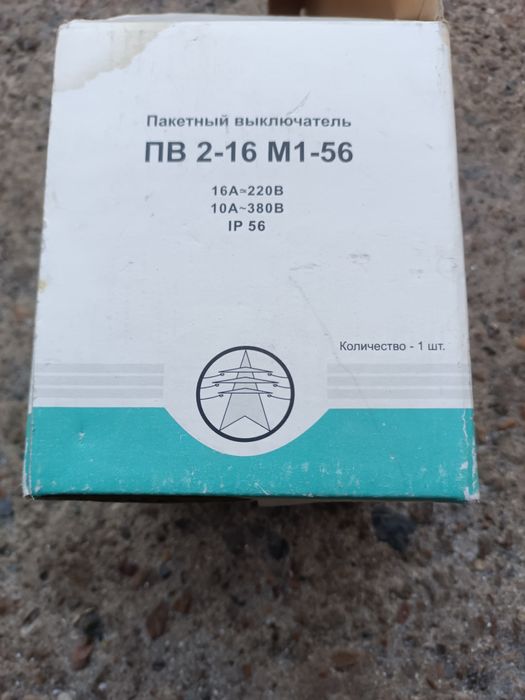 Пакетный выключатель
ПВ 2-16 М1-56
16А≂220В
10А~380В
IP 56
Количество - 1 шт.